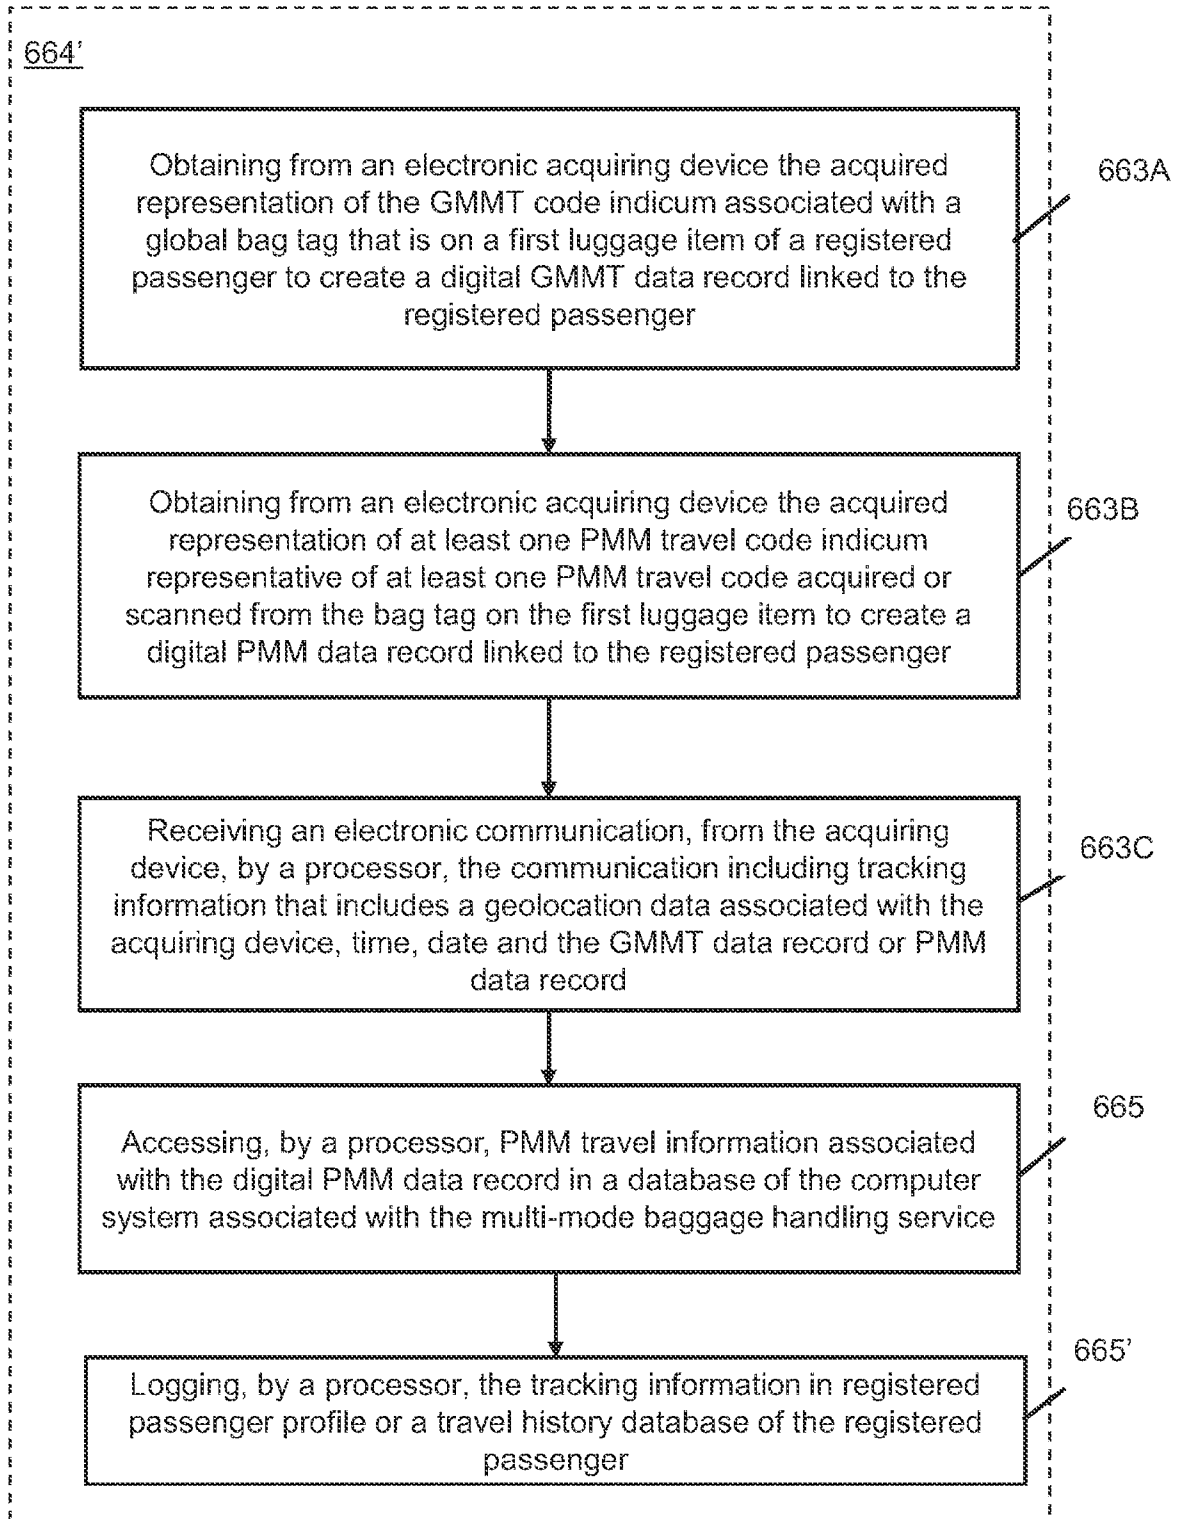 664'
Obtaining from an electronic acquiring device the acquired
representation of the GMMT code indicum associated with a
global bag tag that is on a first luggage item of a registered
passenger to create a digital GMMT data record linked to the
registered passenger
663A
Obtaining from an electronic acquiring device the acquired
representation of at least one PMM travel code indicum
representative of at least one PMM travel code acquired or
scanned from the bag tag on the first luggage item to create a
digital PMM data record linked to the registered passenger
663B
Receiving an electronic communication, from the acquiring
device, by a processor, the communication including tracking
information that includes a geolocation data associated with the
acquiring device, time, date and the GMMT data record or PMM
data record
663C
Accessing, by a processor, PMM travel information associated
with the digital PMM data record in a database of the computer
system associated with the multi-mode baggage handling service
665
Logging, by a processor, the tracking information in registered
passenger profile or a travel history database of the registered
passenger
665'